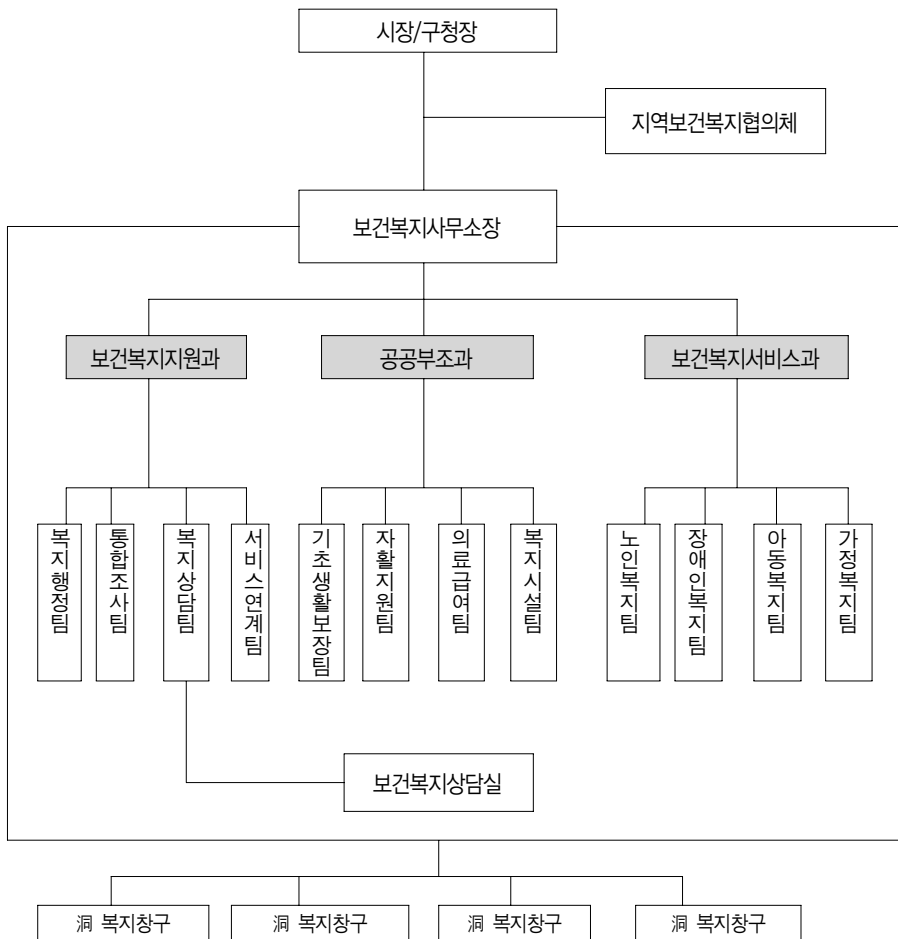 시장/구청장
지역보건복지협의체
보건복지사무소장
보건복지지원과
공공부조과
보건복지서비스과
복지행정팀
통합조사팀
복지상담팀
서비스연계팀
기초생활보장팀
자활지원팀
의료급여팀
복지시설팀
노인복지팀
장애인복지팀
아동복지팀
가정복지팀
보건복지상담실
洞 복지창구
洞 복지창구
洞 복지창구
洞 복지창구